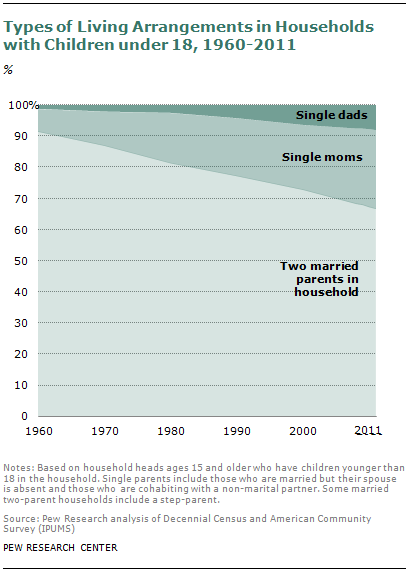 Types of Living Arrangements in Households
with Children under 18, 1960-2011
%
100%
90
80
70
60
50
40
30
20
10
0
Single dads
Single moms
Two married
parents in
household
1960 1970 1980 1990 2000 2011
Notes: Based on household heads ages 15 and older who have children younger than
18 in the household. Single parents include those who are married but their spouse
is absent and those who are cohabiting with a non-marital partner. Some married
two-parent households include a step-parent.
Source: Pew Research analysis of Decennial Census and American Community
Survey (IPUMS)
PEW RESEARCH CENTER